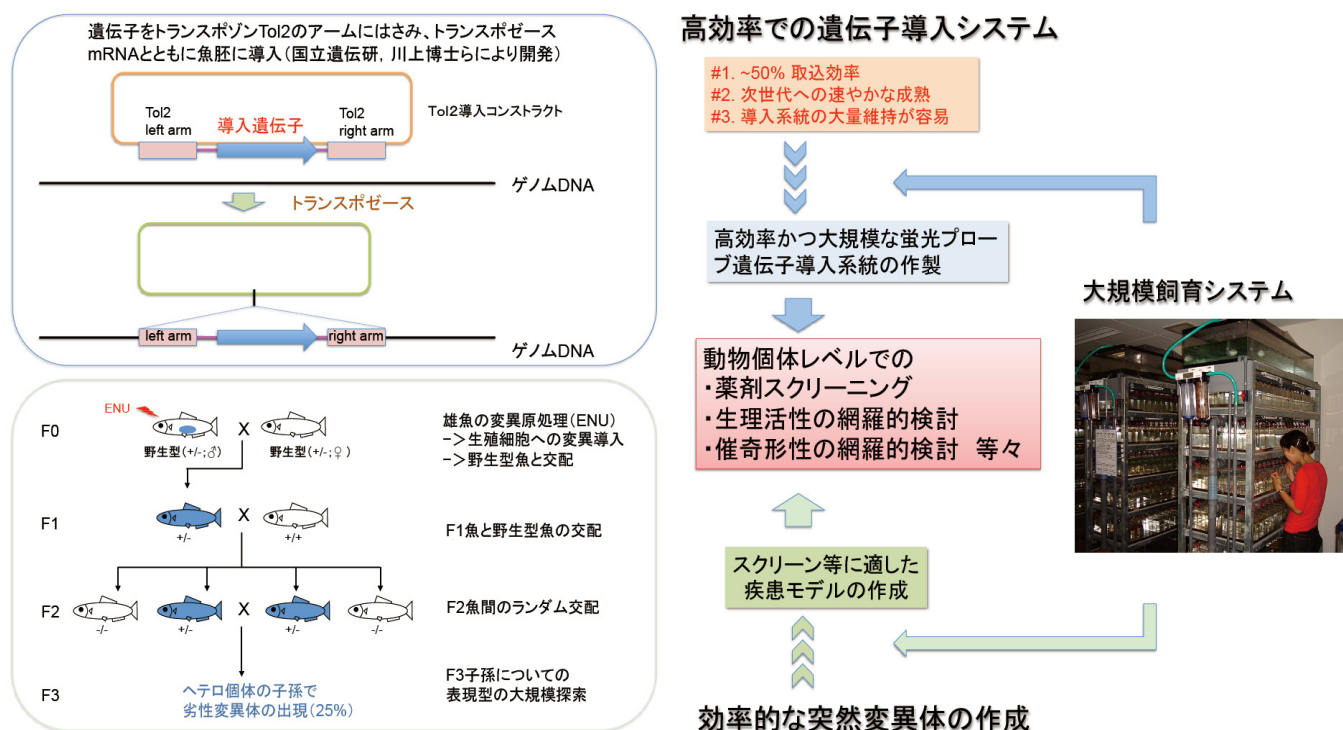 遺伝子をトランスポゾンTol2のアームにはさみ、トランスポゼース
mRNAとともに魚胚に導入(国立遺伝研, 川上博士らにより開発)
Tol2
left arm
導入遺伝子
Tol2
right arm
Tol2導入コンストラクト
ゲノムDNA
トランスポゼース
left arm
right arm
ゲノムDNA
ENU
F0
X
野生型(+/-;♂)
野生型(+/-;♀)
雄魚の変異原処理(ENU)
->生殖細胞への変異導入
->野生型魚と交配
F1
X
+/-
+/+
F1魚と野生型魚の交配
F2
X
-/-
+/-
+/-
-/-
F2魚間のランダム交配
F3
ヘテロ個体の子孫で
劣性変異体の出現(25%)
F3子孫についての
表現型の大規模探索
高効率での遺伝子導入システム
#1. ~50% 取込効率
#2. 次世代への速やかな成熟
#3. 導入系統の大量維持が容易
高効率かつ大規模な蛍光プロー
ブ遺伝子導入系統の作製
大規模飼育システム
動物個体レベルでの
・薬剤スクリーニング
・生理活性の網羅的検討
・催奇形性の網羅的検討 等々
スクリーン等に適した
疾患モデルの作成
効率的な突然変異体の作成